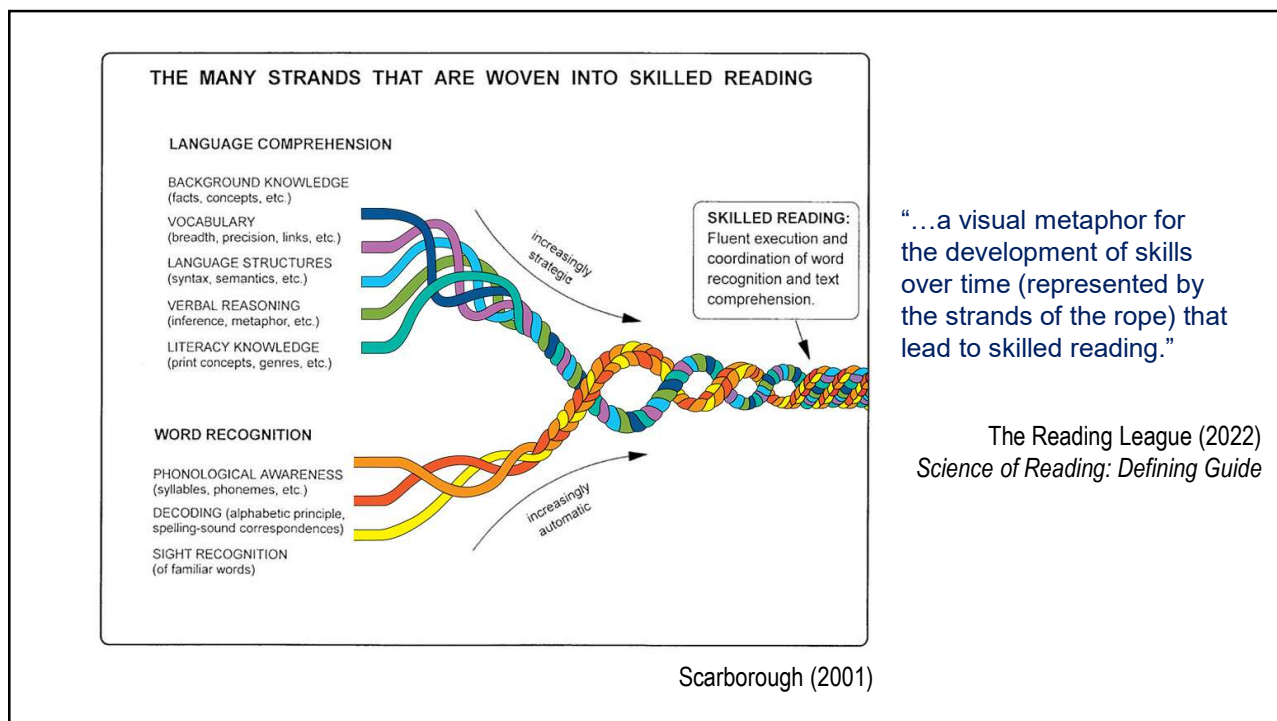 THE MANY STRANDS THAT ARE WOVEN INTO SKILLED READING
LANGUAGE COMPREHENSION
BACKGROUND KNOWLEDGE
(facts, concepts, etc.)
VOCABULARY
(breadth, precision, links, etc.)
LANGUAGE STRUCTURES
(syntax, semantics, etc.)
VERBAL REASONING
(inference, metaphor, etc.)
LITERACY KNOWLEDGE
(print concepts, genres, etc.)
WORD RECOGNITION
PHONOLOGICAL AWARENESS
(syllables, phonemes, etc.)
DECODING (alphabetic principle,
spelling-sound correspondences)
SIGHT RECOGNITION
(of familiar words)
increasingly
strategic
increasingly
automatic
SKILLED READING:
Fluent execution and
coordination of word
recognition and text
comprehension.
“…a visual metaphor for
the development of skills
over time (represented by
the strands of the rope) that
lead to skilled reading.”
The Reading League (2022)
Science of Reading: Defining Guide
Scarborough (2001)